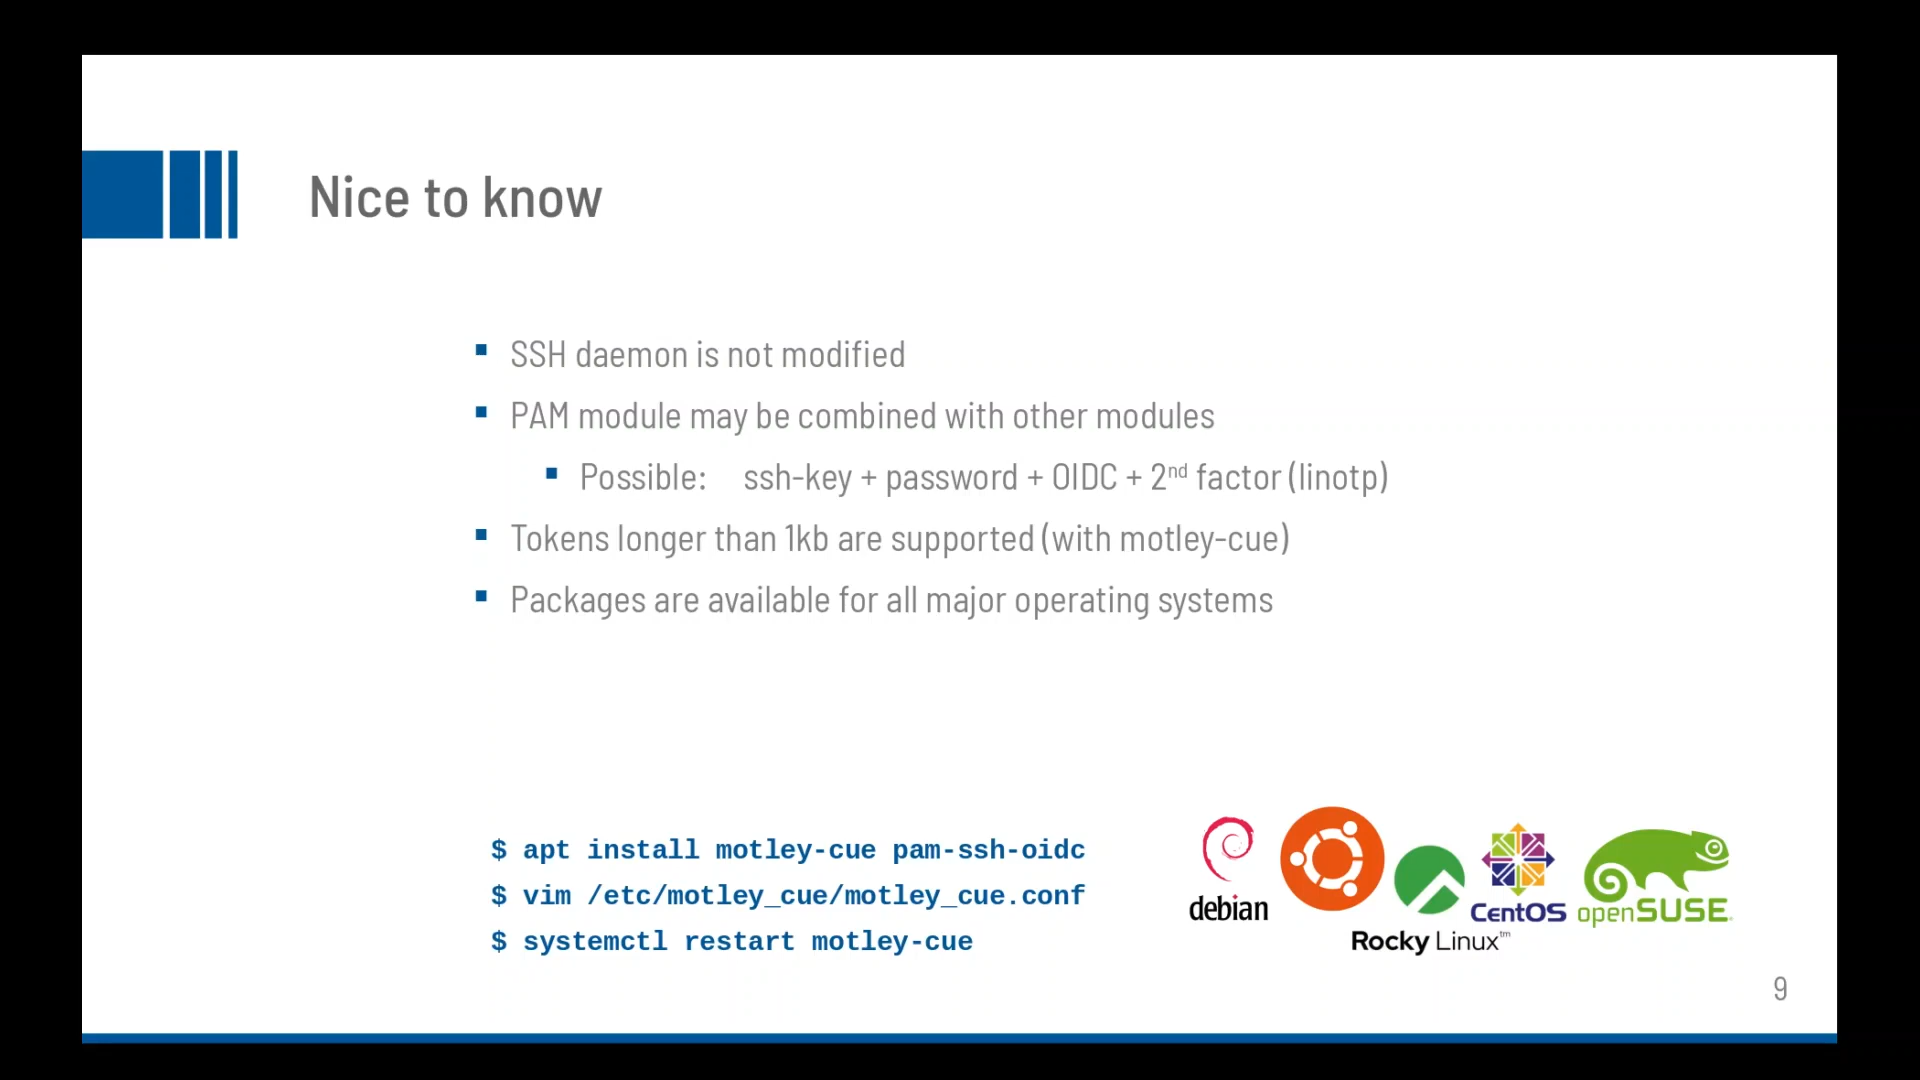 Nice to know
SSH daemon is not modified
PAM module may be combined with other modules
Possible: ssh-key + password + OIDC + 2nd factor (linotp)
Tokens longer than 1kb are supported (with motley-cue)
Packages are available for all major operating systems
$ apt install motley-cue pam-ssh-oidc
$ vim /etc/motley_cue/motley_cue.conf
$ systemctl restart motley-cue
debian
CentOS
openSUSE
Rocky Linux™
9